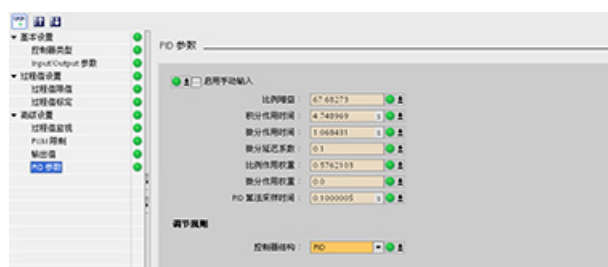 基本设置
控制器类型
Input/Output 参数
过程值设置
过程值限值
过程值标定
高级设置
过程值监视
PWM 限制
输出值
PID 参数
PID 参数
启用手动输入
比例增益： 67.68273
积分作用时间： 4.748969 s
微分作用时间： 1.068481 s
微分延迟系数： 0.1
比例作用权重： 0.5762103
微分作用权重： 0.0
PID 算法采样时间： 0.1000005 s
调节规则
控制器结构： PID